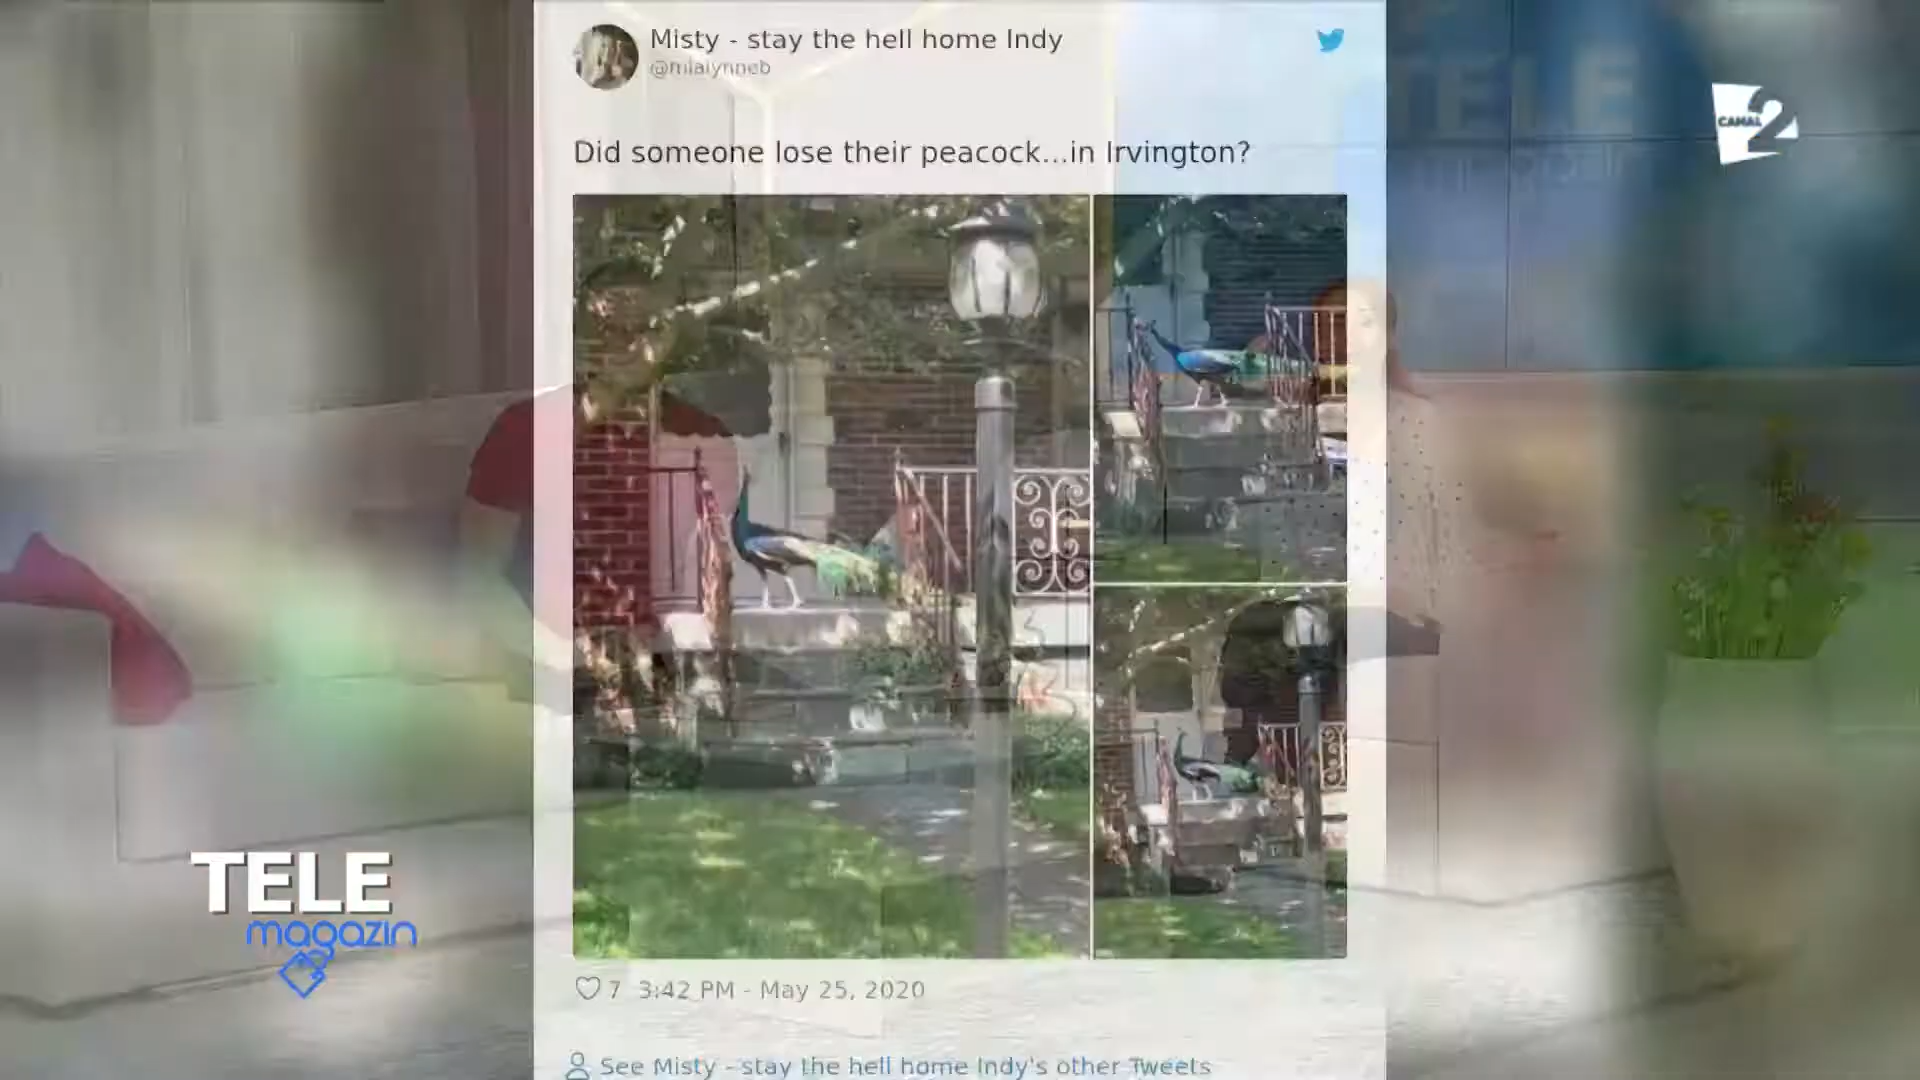 Misty - stay the hell home Indy
Did someone lose their peacock...in Irvington?
7 3:42 PM - May 25, 2020
See Misty - stay the hell home Indy's other Tweets
CANAL 2
TELE
magazin